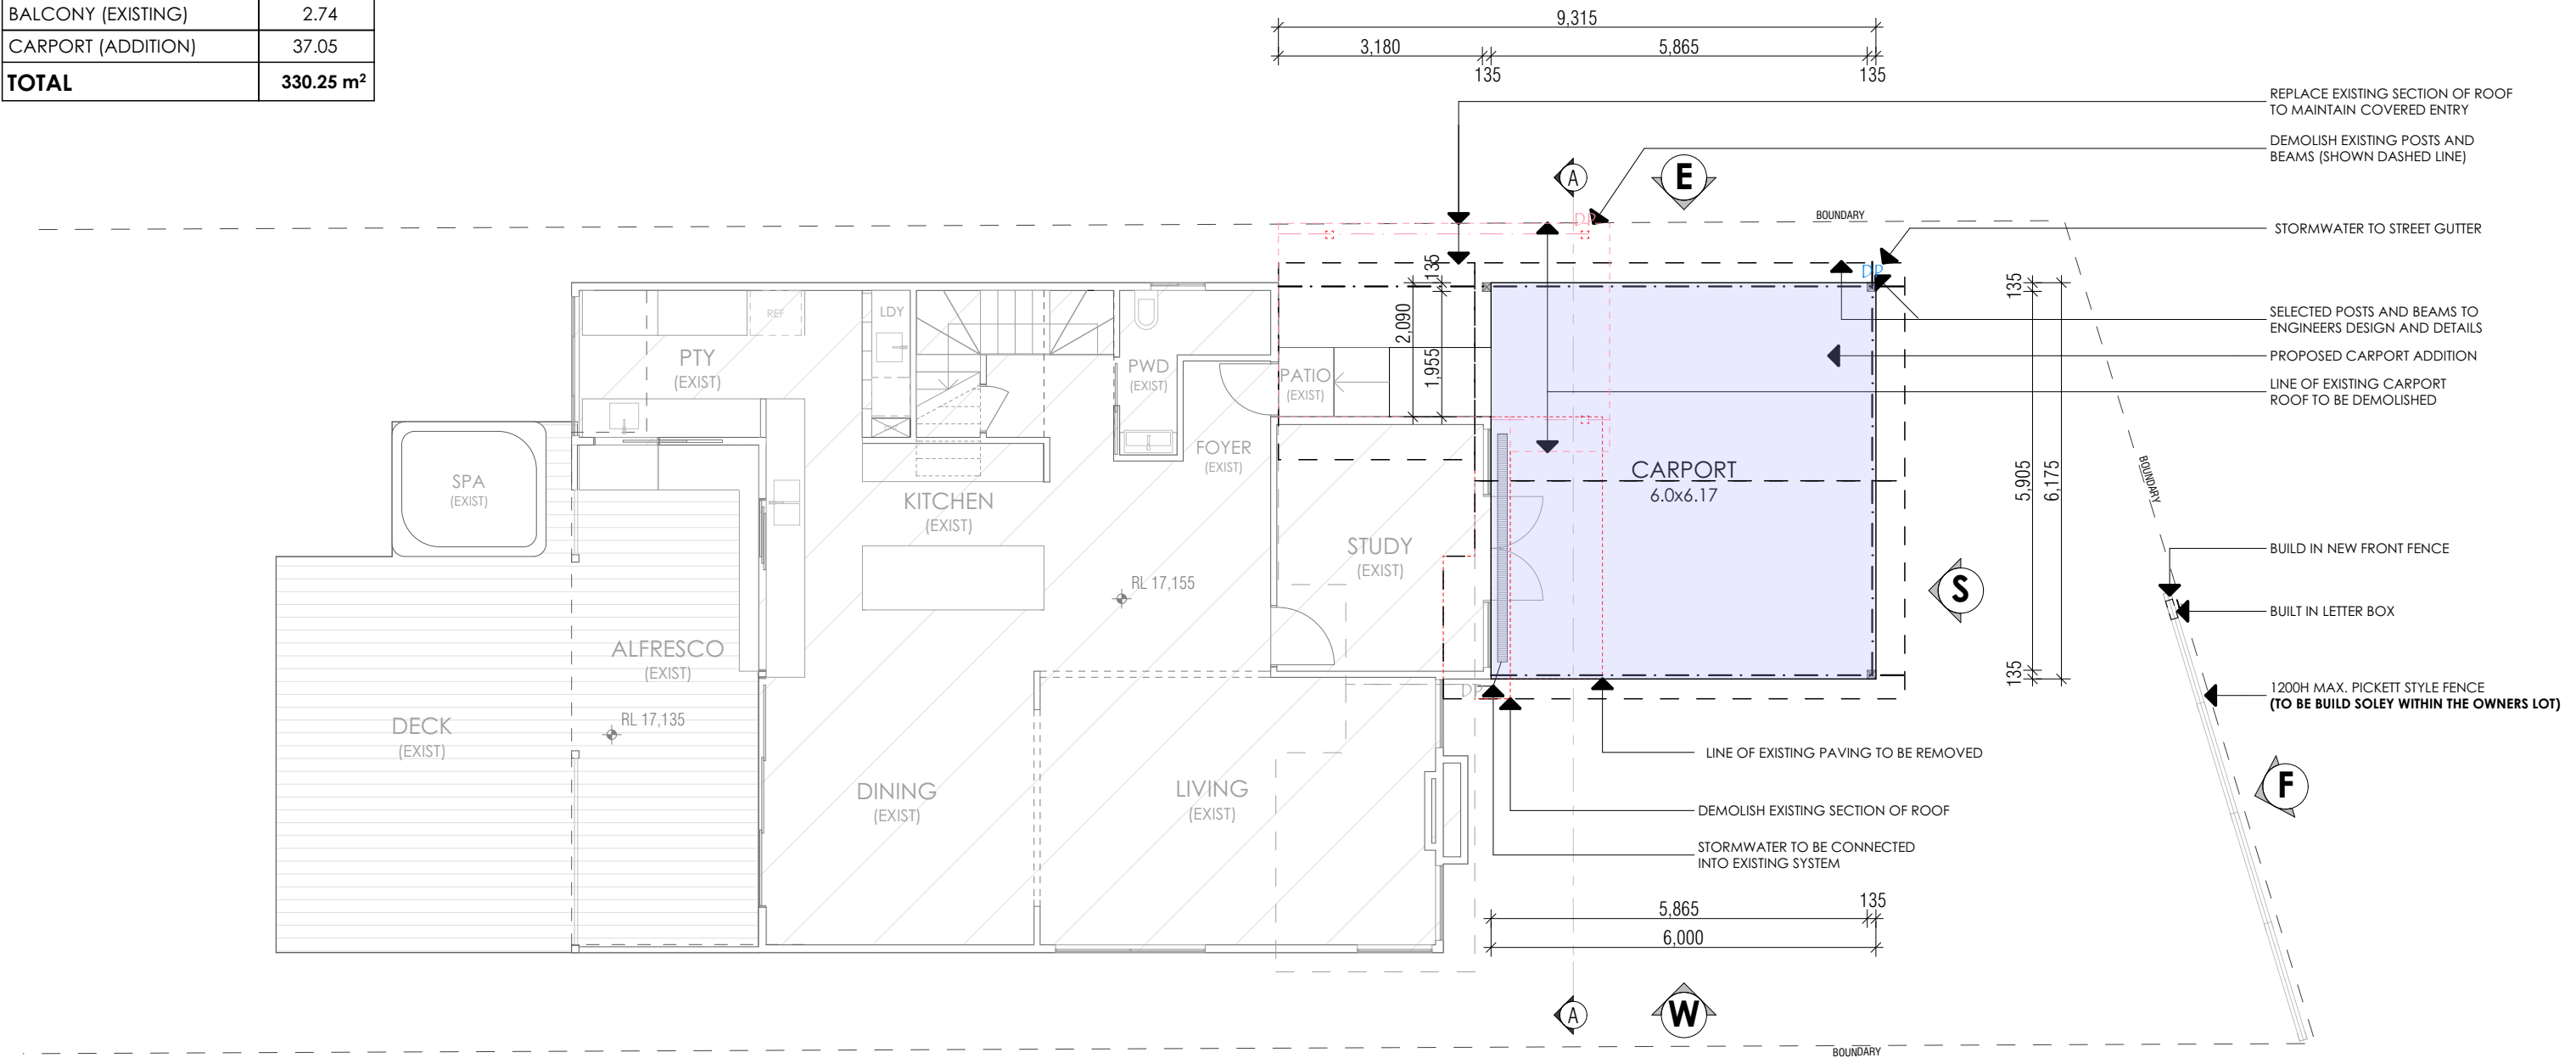 BALCONY (EXISTING) 2.74
CARPORT (ADDITION) 37.05
TOTAL 330.25 m²
9,315
3,180 5,865
135 135
REPLACE EXISTING SECTION OF ROOF
TO MAINTAIN COVERED ENTRY
DEMOLISH EXISTING POSTS AND
BEAMS (SHOWN DASHED LINE)
A
E
DP
BOUNDARY
STORMWATER TO STREET GUTTER
DP
135
2,090
1,955
135
5,905
6,175
135
SELECTED POSTS AND BEAMS TO
ENGINEERS DESIGN AND DETAILS
PROPOSED CARPORT ADDITION
LINE OF EXISTING CARPORT
ROOF TO BE DEMOLISHED
REF
LDY
PTY
(EXIST)
PWD
(EXIST)
PATIO
(EXIST)
FOYER
(EXIST)
SPA
(EXIST)
KITCHEN
(EXIST)
CARPORT
6.0x6.17
BOUNDARY
STUDY
(EXIST)
RL 17,155
S
BUILD IN NEW FRONT FENCE
BUILT IN LETTER BOX
ALFRESCO
(EXIST)
DP
1200H MAX. PICKETT STYLE FENCE
(TO BE BUILD SOLEY WITHIN THE OWNERS LOT)
DECK
(EXIST)
RL 17,135
LINE OF EXISTING PAVING TO BE REMOVED
DINING
(EXIST)
LIVING
(EXIST)
F
DEMOLISH EXISTING SECTION OF ROOF
STORMWATER TO BE CONNECTED
INTO EXISTING SYSTEM
5,865 135
6,000
A
W
BOUNDARY